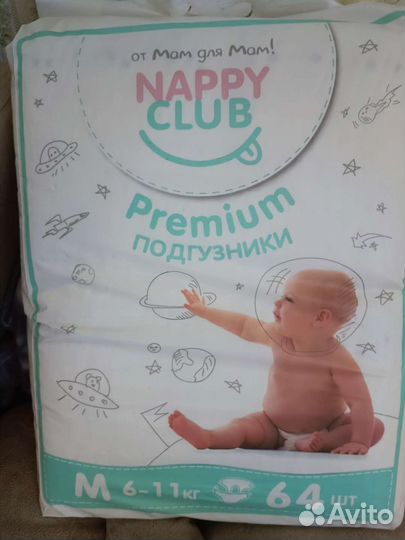 от Мам для Мам!
NAPPY
CLUB
Premium
ПОДГУЗНИКИ
M 6-11кг 64 шт
Avito